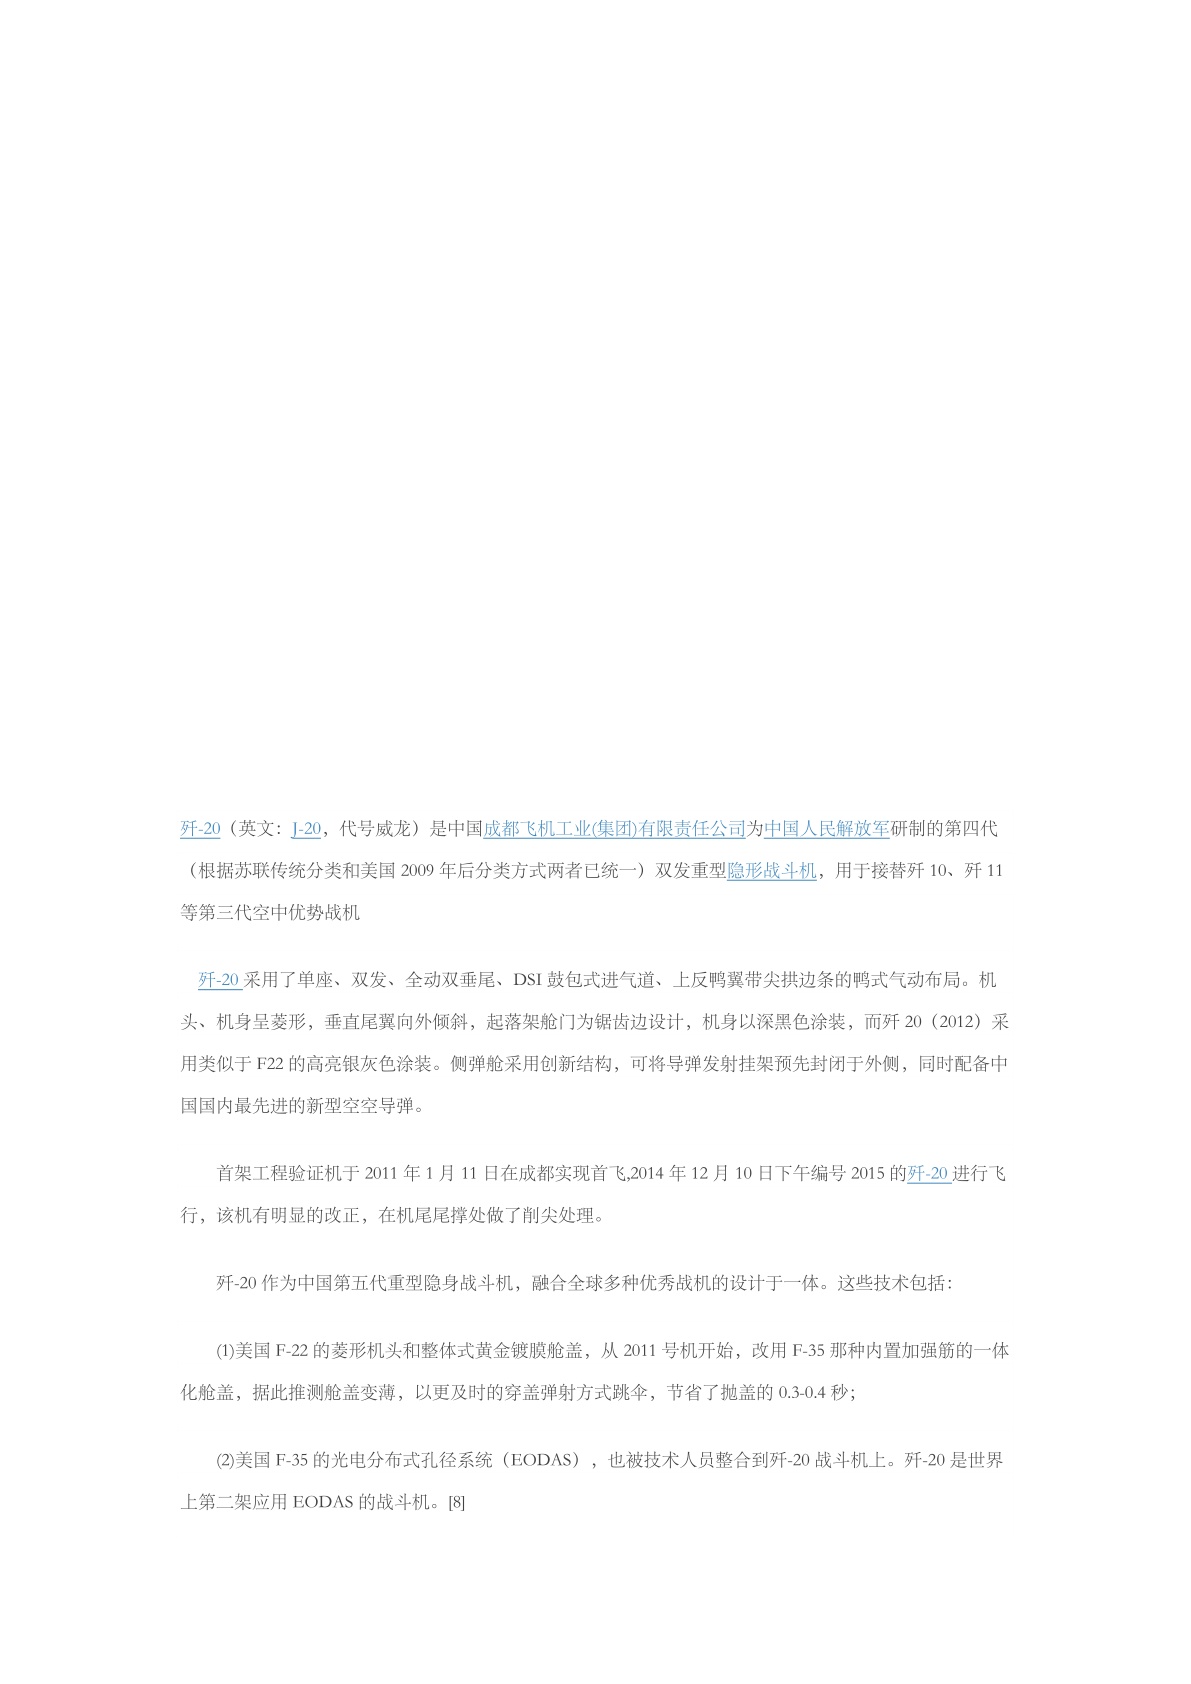 歼-20（英文：J-20，代号威龙）是中国成都飞机工业(集团)有限责任公司为中国人民解放军研制的第四代
（根据苏联传统分类和美国 2009 年后分类方式两者已统一）双发重型隐形战斗机，用于接替歼 10、歼 11
等第三代空中优势战机
歼-20 采用了单座、双发、全动双垂尾、DSI 鼓包式进气道、上反鸭翼带尖拱边条的鸭式气动布局。机
头、机身呈菱形，垂直尾翼向外倾斜，起落架舱门为锯齿边设计，机身以深黑色涂装，而歼 20（2012）采
用类似于 F22 的高亮银灰色涂装。侧弹舱采用创新结构，可将导弹发射挂架预先封闭于外侧，同时配备中
国国内最先进的新型空空导弹。
首架工程验证机于 2011 年 1 月 11 日在成都实现首飞,2014 年 12 月 10 日下午编号 2015 的歼-20 进行飞
行，该机有明显的改正，在机尾尾撑处做了削尖处理。
歼-20 作为中国第五代重型隐身战斗机，融合全球多种优秀战机的设计于一体。这些技术包括：
(1)美国 F-22 的菱形机头和整体式黄金镀膜舱盖，从 2011 号机开始，改用 F-35 那种内置加强筋的一体
化舱盖，据此推测舱盖变薄，以更及时的穿盖弹射方式跳伞，节省了抛盖的 0.3-0.4 秒；
(2)美国 F-35 的光电分布式孔径系统（EODAS），也被技术人员整合到歼-20 战斗机上。歼-20 是世界
上第二架应用 EODAS 的战斗机。[8]